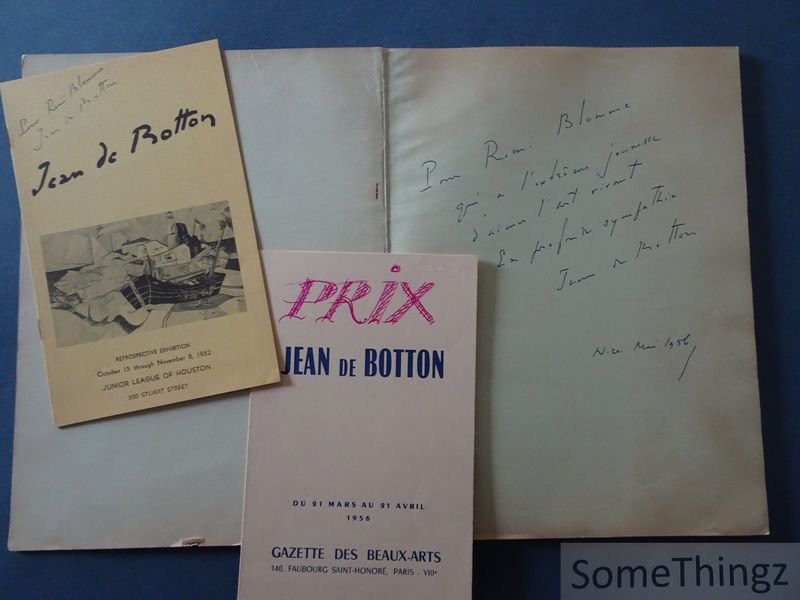 Pour Remi Blomme
Jean de Botton
Jean de Botton
RETROSPECTIVE EXHIBITION
October 15 through November 8, 1952
JUNIOR LEAGUE OF HOUSTON
500 STUART STREET
PRIX
JEAN DE BOTTON
DU 21 MARS AU 21 AVRIL
1956
GAZETTE DES BEAUX-ARTS
140, FAUBOURG SAINT-HONORÉ, PARIS - VIIIe
Pour Remi Blomme
qui a l'extrême jeunesse
d'aimer l'art vivant
En profonde sympathie
Jean de Botton
Nice Mai 1956
SomeThingz